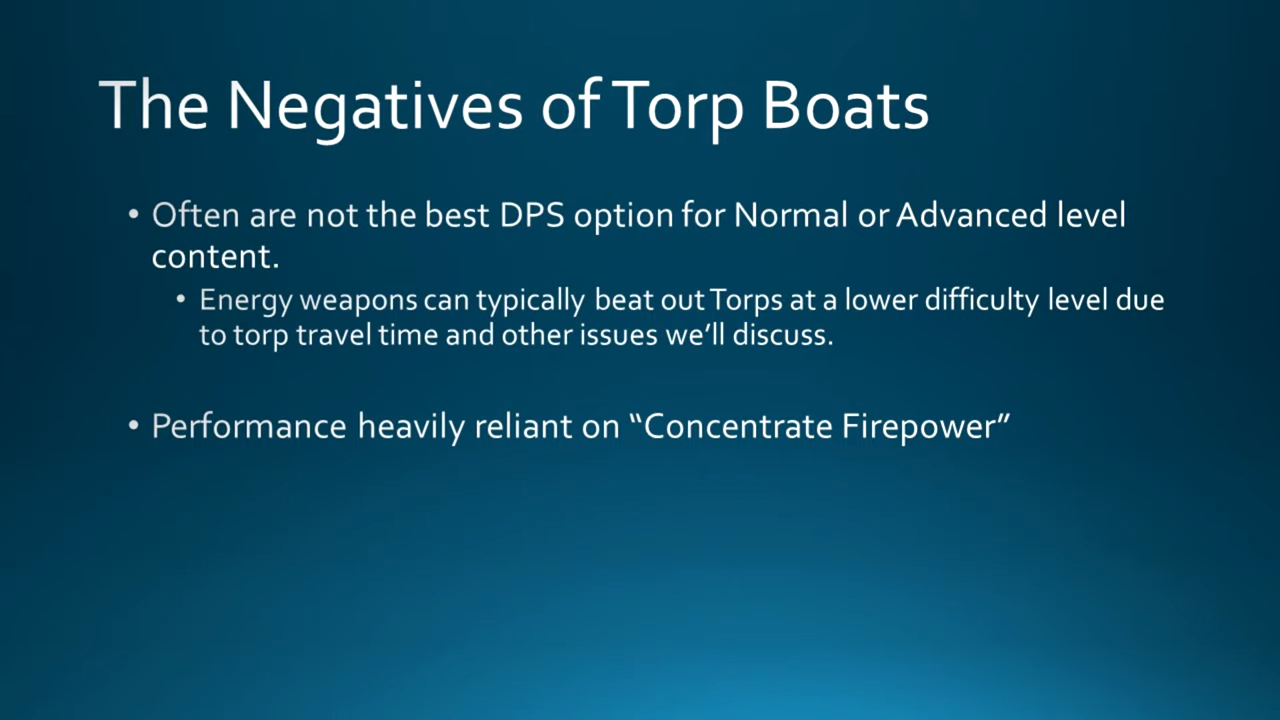 The Negatives of Torp Boats
• Often are not the best DPS option for Normal or Advanced level
content.
• Energy weapons can typically beat out Torps at a lower difficulty level due
to torp travel time and other issues we’ll discuss.
• Performance heavily reliant on “Concentrate Firepower”